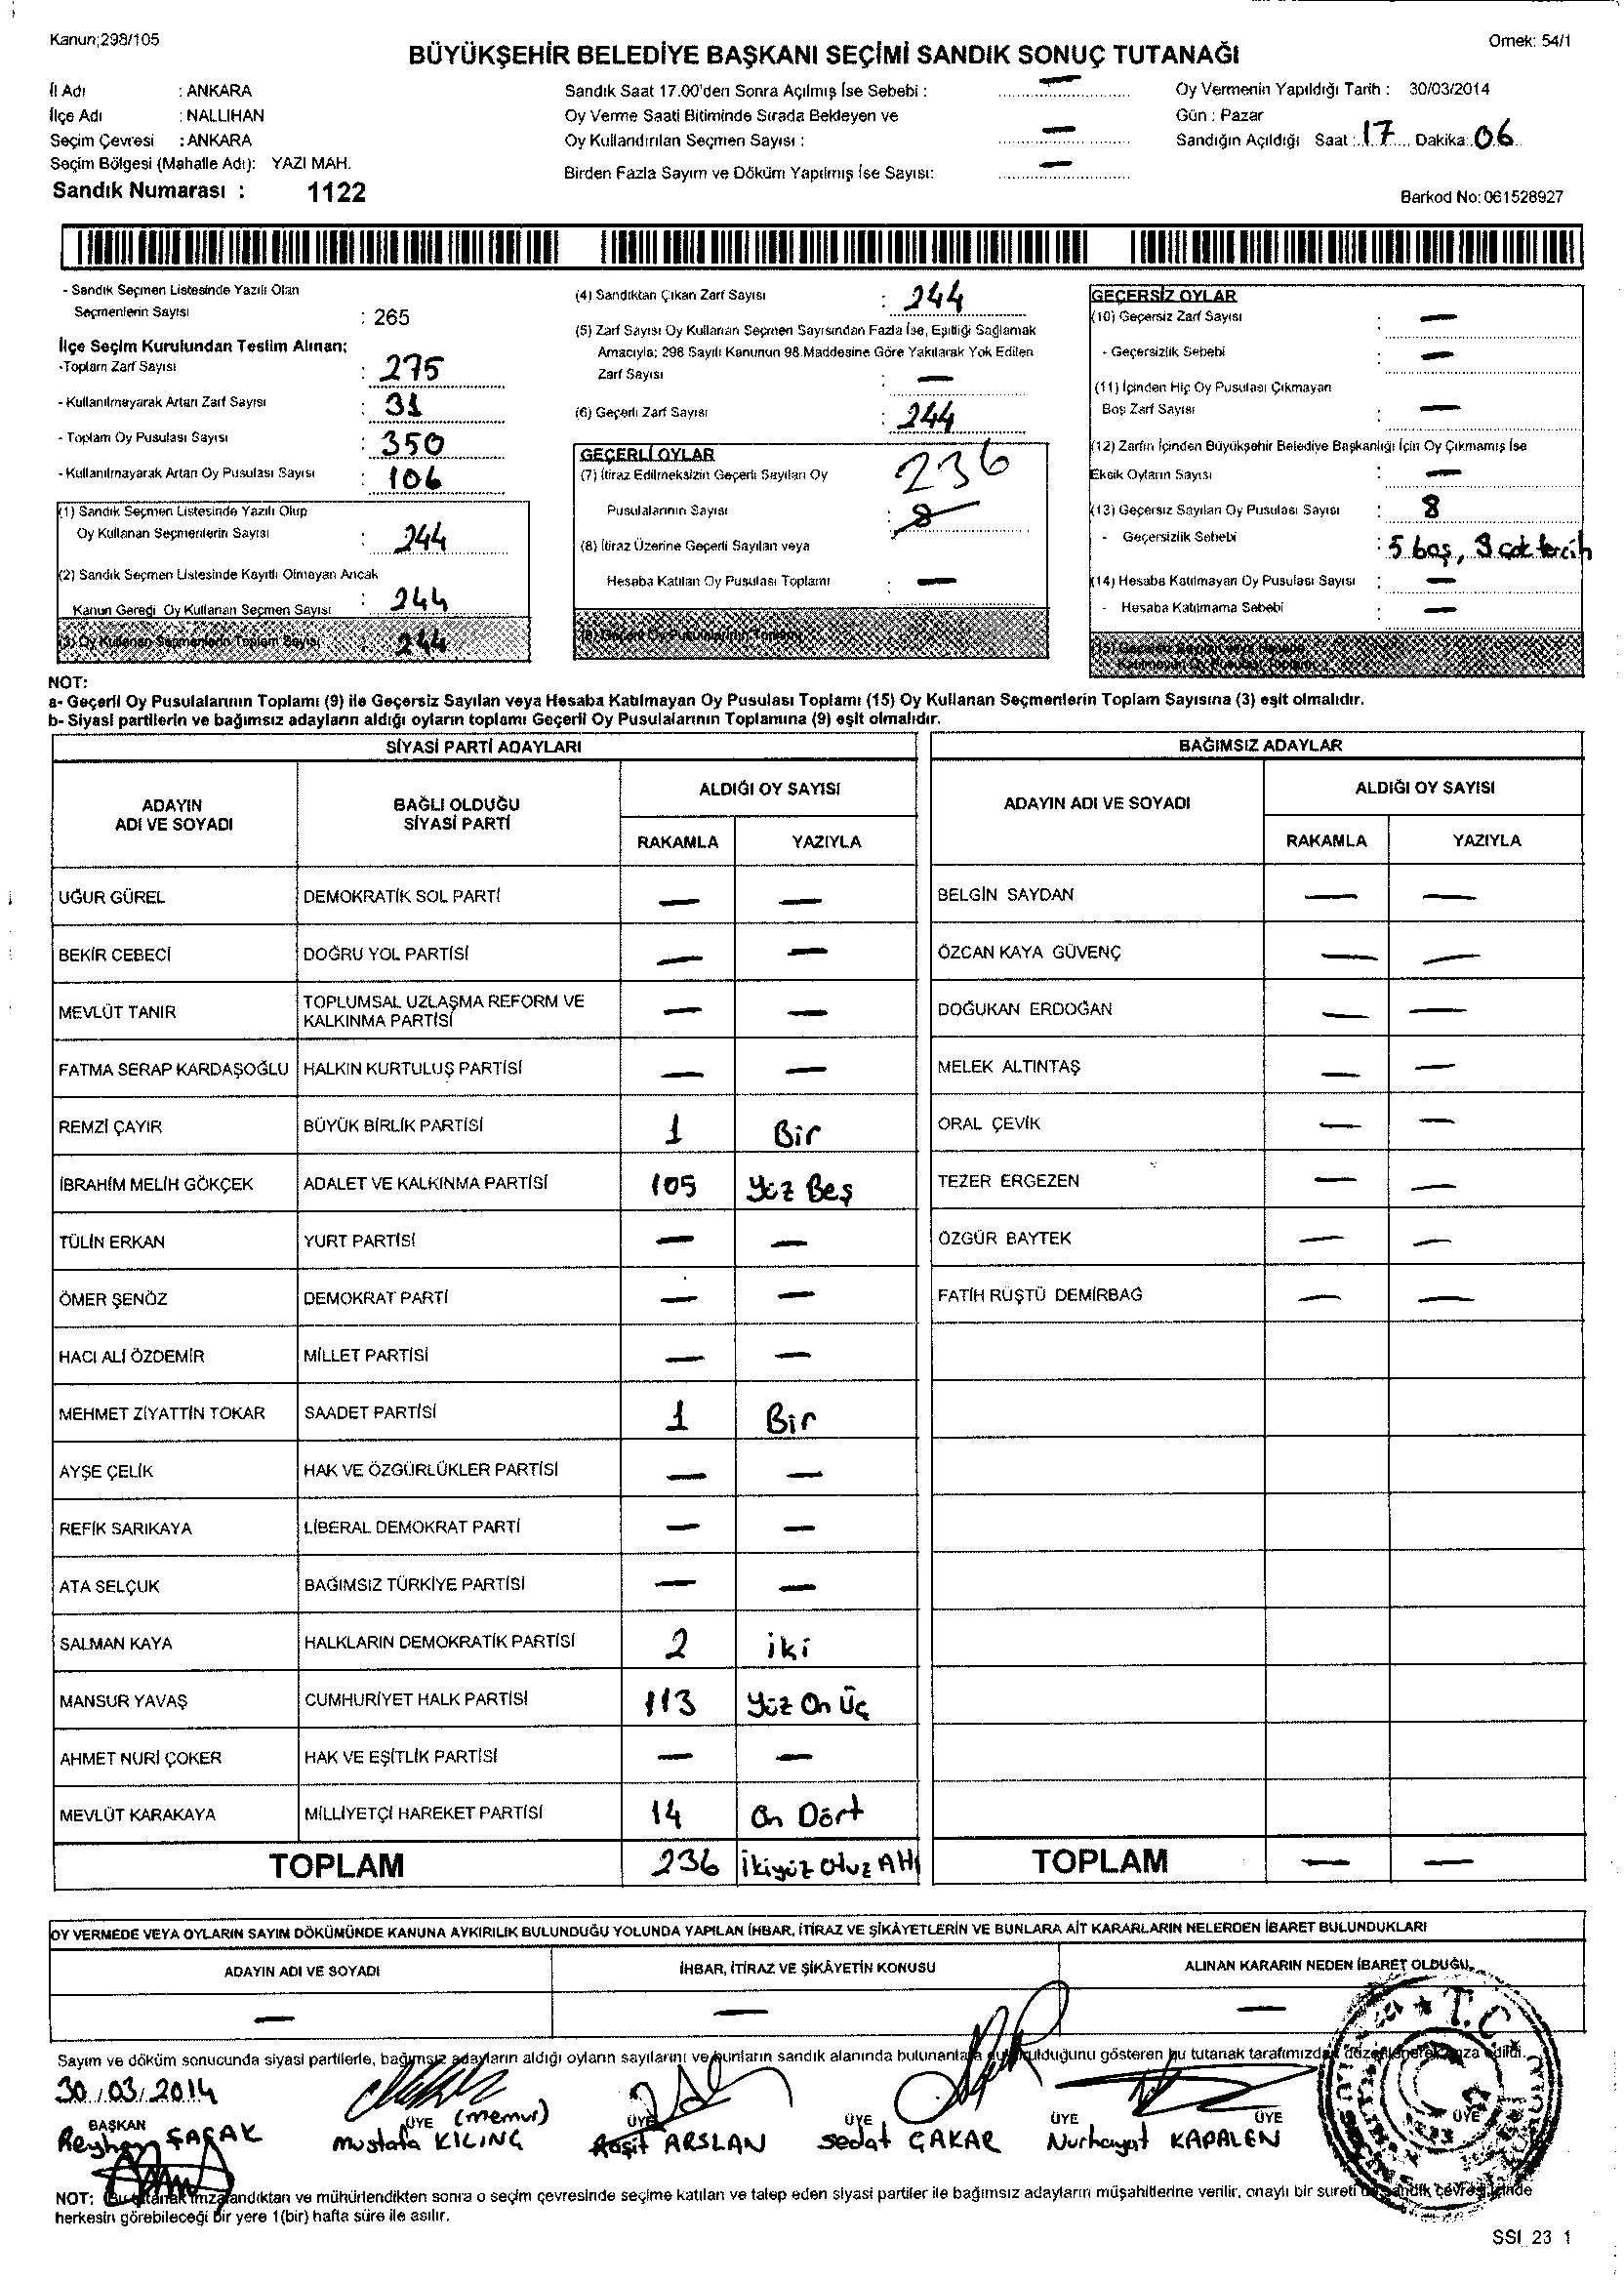 Kanun;298/105
Örnek: 54/1
BÜYÜKŞEHİR BELEDİYE BAŞKANI SEÇİMİ SANDIK SONUÇ TUTANAĞI
İl Adı : ANKARA
İlçe Adı : NALLIHAN
Seçim Çevresi : ANKARA
Seçim Bölgesi (Mahalle Adı): YAZI MAH.
Sandık Numarası : 1122
Sandık Saat 17.00'den Sonra Açılmış İse Sebebi : —
Oy Verme Saati Bitiminde Sırada Bekleyen ve
Oy Kullandırılan Seçmen Sayısı : —
Birden Fazla Sayım ve Döküm Yapılmış İse Sayısı: —
Oy Vermenin Yapıldığı Tarih : 30/03/2014
Gün : Pazar
Sandığın Açıldığı Saat : 17 Dakika: 06
Barkod No: 061528927
- Sandık Seçmen Listesinde Yazılı Olan
Seçmenlerin Sayısı : 265
İlçe Seçim Kurulundan Teslim Alınan;
-Toplam Zarf Sayısı : 275
- Kullanılmayarak Artan Zarf Sayısı : 31
- Toplam Oy Pusulası Sayısı : 350
- Kullanılmayarak Artan Oy Pusulası Sayısı : 106
(1) Sandık Seçmen Listesinde Yazılı Olup
Oy Kullanan Seçmenlerin Sayısı : 244
(2) Sandık Seçmen Listesinde Kayıtlı Olmayan Ancak
Kanun Gereği Oy Kullanan Seçmen Sayısı : 244
(3) Oy Kullanan Seçmenlerin Toplam Sayısı : 244
(4) Sandıktan Çıkan Zarf Sayısı : 244
(5) Zarf Sayısı Oy Kullanan Seçmen Sayısından Fazla İse, Eşitliği Sağlamak
Amacıyla; 298 Sayılı Kanunun 98.Maddesine Göre Yakılarak Yok Edilen
Zarf Sayısı : —
(6) Geçerli Zarf Sayısı : 244
GEÇERLİ OYLAR
(7) İtiraz Edilmeksizin Geçerli Sayılan Oy 236
Pusulalarının Sayısı : 8
(8) İtiraz Üzerine Geçerli Sayılan veya
Hesaba Katılan Oy Pusulası Toplamı : —
(9) Geçerli Oy Pusulalarının Toplamı
GEÇERSİZ OYLAR
(10) Geçersiz Zarf Sayısı : —
- Geçersizlik Sebebi : —
(11) İçinden Hiç Oy Pusulası Çıkmayan
Boş Zarf Sayısı : —
(12) Zarfın İçinden Büyükşehir Belediye Başkanlığı İçin Oy Çıkmamış İse
Eksik Oyların Sayısı —
(13) Geçersiz Sayılan Oy Pusulası Sayısı : 8
- Geçersizlik Sebebi : 5 boş, 3 çok tercih
(14) Hesaba Katılmayan Oy Pusulası Sayısı : —
- Hesaba Katılmama Sebebi : —
(15) Geçersiz Sayılan veya Hesaba
Katılmayan Oy Pusulası Toplamı
NOT:
a- Geçerli Oy Pusulalarının Toplamı (9) ile Geçersiz Sayılan veya Hesaba Katılmayan Oy Pusulası Toplamı (15) Oy Kullanan Seçmenlerin Toplam Sayısına (3) eşit olmalıdır.
b- Siyasi partilerin ve bağımsız adayların aldığı oyların toplamı Geçerli Oy Pusulalarının Toplamına (9) eşit olmalıdır.
SİYASİ PARTİ ADAYLARI
ADAYIN
ADI VE SOYADI
BAĞLI OLDUĞU
SİYASİ PARTİ
ALDIĞI OY SAYISI
RAKAMLA YAZIYLA
UĞUR GÜREL DEMOKRATİK SOL PARTİ — —
BEKİR CEBECİ DOĞRU YOL PARTİSİ — —
MEVLÜT TANIR TOPLUMSAL UZLAŞMA REFORM VE
KALKINMA PARTİSİ — —
FATMA SERAP KARDAŞOĞLU HALKIN KURTULUŞ PARTİSİ — —
REMZİ ÇAYIR BÜYÜK BİRLİK PARTİSİ 1 Bir
İBRAHİM MELİH GÖKÇEK ADALET VE KALKINMA PARTİSİ 105 Yüz Beş
TÜLİN ERKAN YURT PARTİSİ — —
ÖMER ŞENÖZ DEMOKRAT PARTİ — —
HACI ALİ ÖZDEMİR MİLLET PARTİSİ — —
MEHMET ZİYATTİN TOKAR SAADET PARTİSİ 1 Bir
AYŞE ÇELİK HAK VE ÖZGÜRLÜKLER PARTİSİ — —
REFİK SARIKAYA LİBERAL DEMOKRAT PARTİ — —
ATA SELÇUK BAĞIMSIZ TÜRKİYE PARTİSİ — —
SALMAN KAYA HALKLARIN DEMOKRATİK PARTİSİ 2 iki
MANSUR YAVAŞ CUMHURİYET HALK PARTİSİ 113 Yüz On Üç
AHMET NURİ ÇOKER HAK VE EŞİTLİK PARTİSİ — —
MEVLÜT KARAKAYA MİLLİYETÇİ HAREKET PARTİSİ 14 On Dört
TOPLAM 236 İkiyüz Otuz Altı
BAĞIMSIZ ADAYLAR
ADAYIN ADI VE SOYADI
ALDIĞI OY SAYISI
RAKAMLA YAZIYLA
BELGİN SAYDAN — —
ÖZCAN KAYA GÜVENÇ — —
DOĞUKAN ERDOĞAN — —
MELEK ALTINTAŞ — —
ORAL ÇEVİK — —
TEZER ERGEZEN — —
ÖZGÜR BAYTEK — —
FATİH RÜŞTÜ DEMİRBAĞ — —
TOPLAM — —
OY VERMEDE VEYA OYLARIN SAYIM DÖKÜMÜNDE KANUNA AYKIRILIK BULUNDUĞU YOLUNDA YAPILAN İHBAR, İTİRAZ VE ŞİKÂYETLERİN VE BUNLARA AİT KARARLARIN NELERDEN İBARET BULUNDUKLARI
ADAYIN ADI VE SOYADI İHBAR, İTİRAZ VE ŞİKÂYETİN KONUSU ALINAN KARARIN NEDEN İBARET OLDUĞU
— — —
Sayım ve döküm sonucunda siyasi partilerle, bağımsız adayların aldığı oyların sayılarını ve bunların sandık alanında bulunanlara duyurulduğunu gösteren bu tutanak tarafımızdan düzenlenerek imza edildi.
30/03/2014
BAŞKAN ÜYE (memur) ÜYE ÜYE ÜYE ÜYE ÜYE
Reyhan Mustafa KILINÇ Raşit ARSLAN Sedat ÇAKAR Nurhayat KAPALEN
T.C.
NOT: Bu tutanak imzalandıktan ve mühürlendikten sonra o seçim çevresinde seçime katılan ve talep eden siyasi partiler ile bağımsız adayların müşahitlerine verilir, onaylı bir sureti de sandık çevresinde
herkesin görebileceği bir yere 1(bir) hafta süre ile asılır.
SSI 23 1